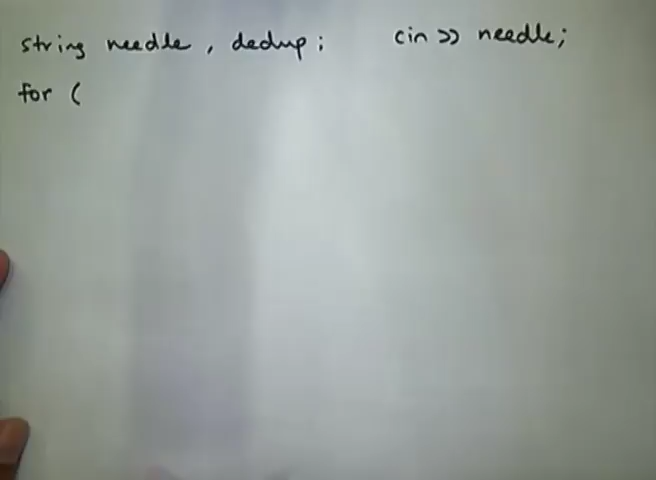 string needle , dedup ; cin >> needle;
for (